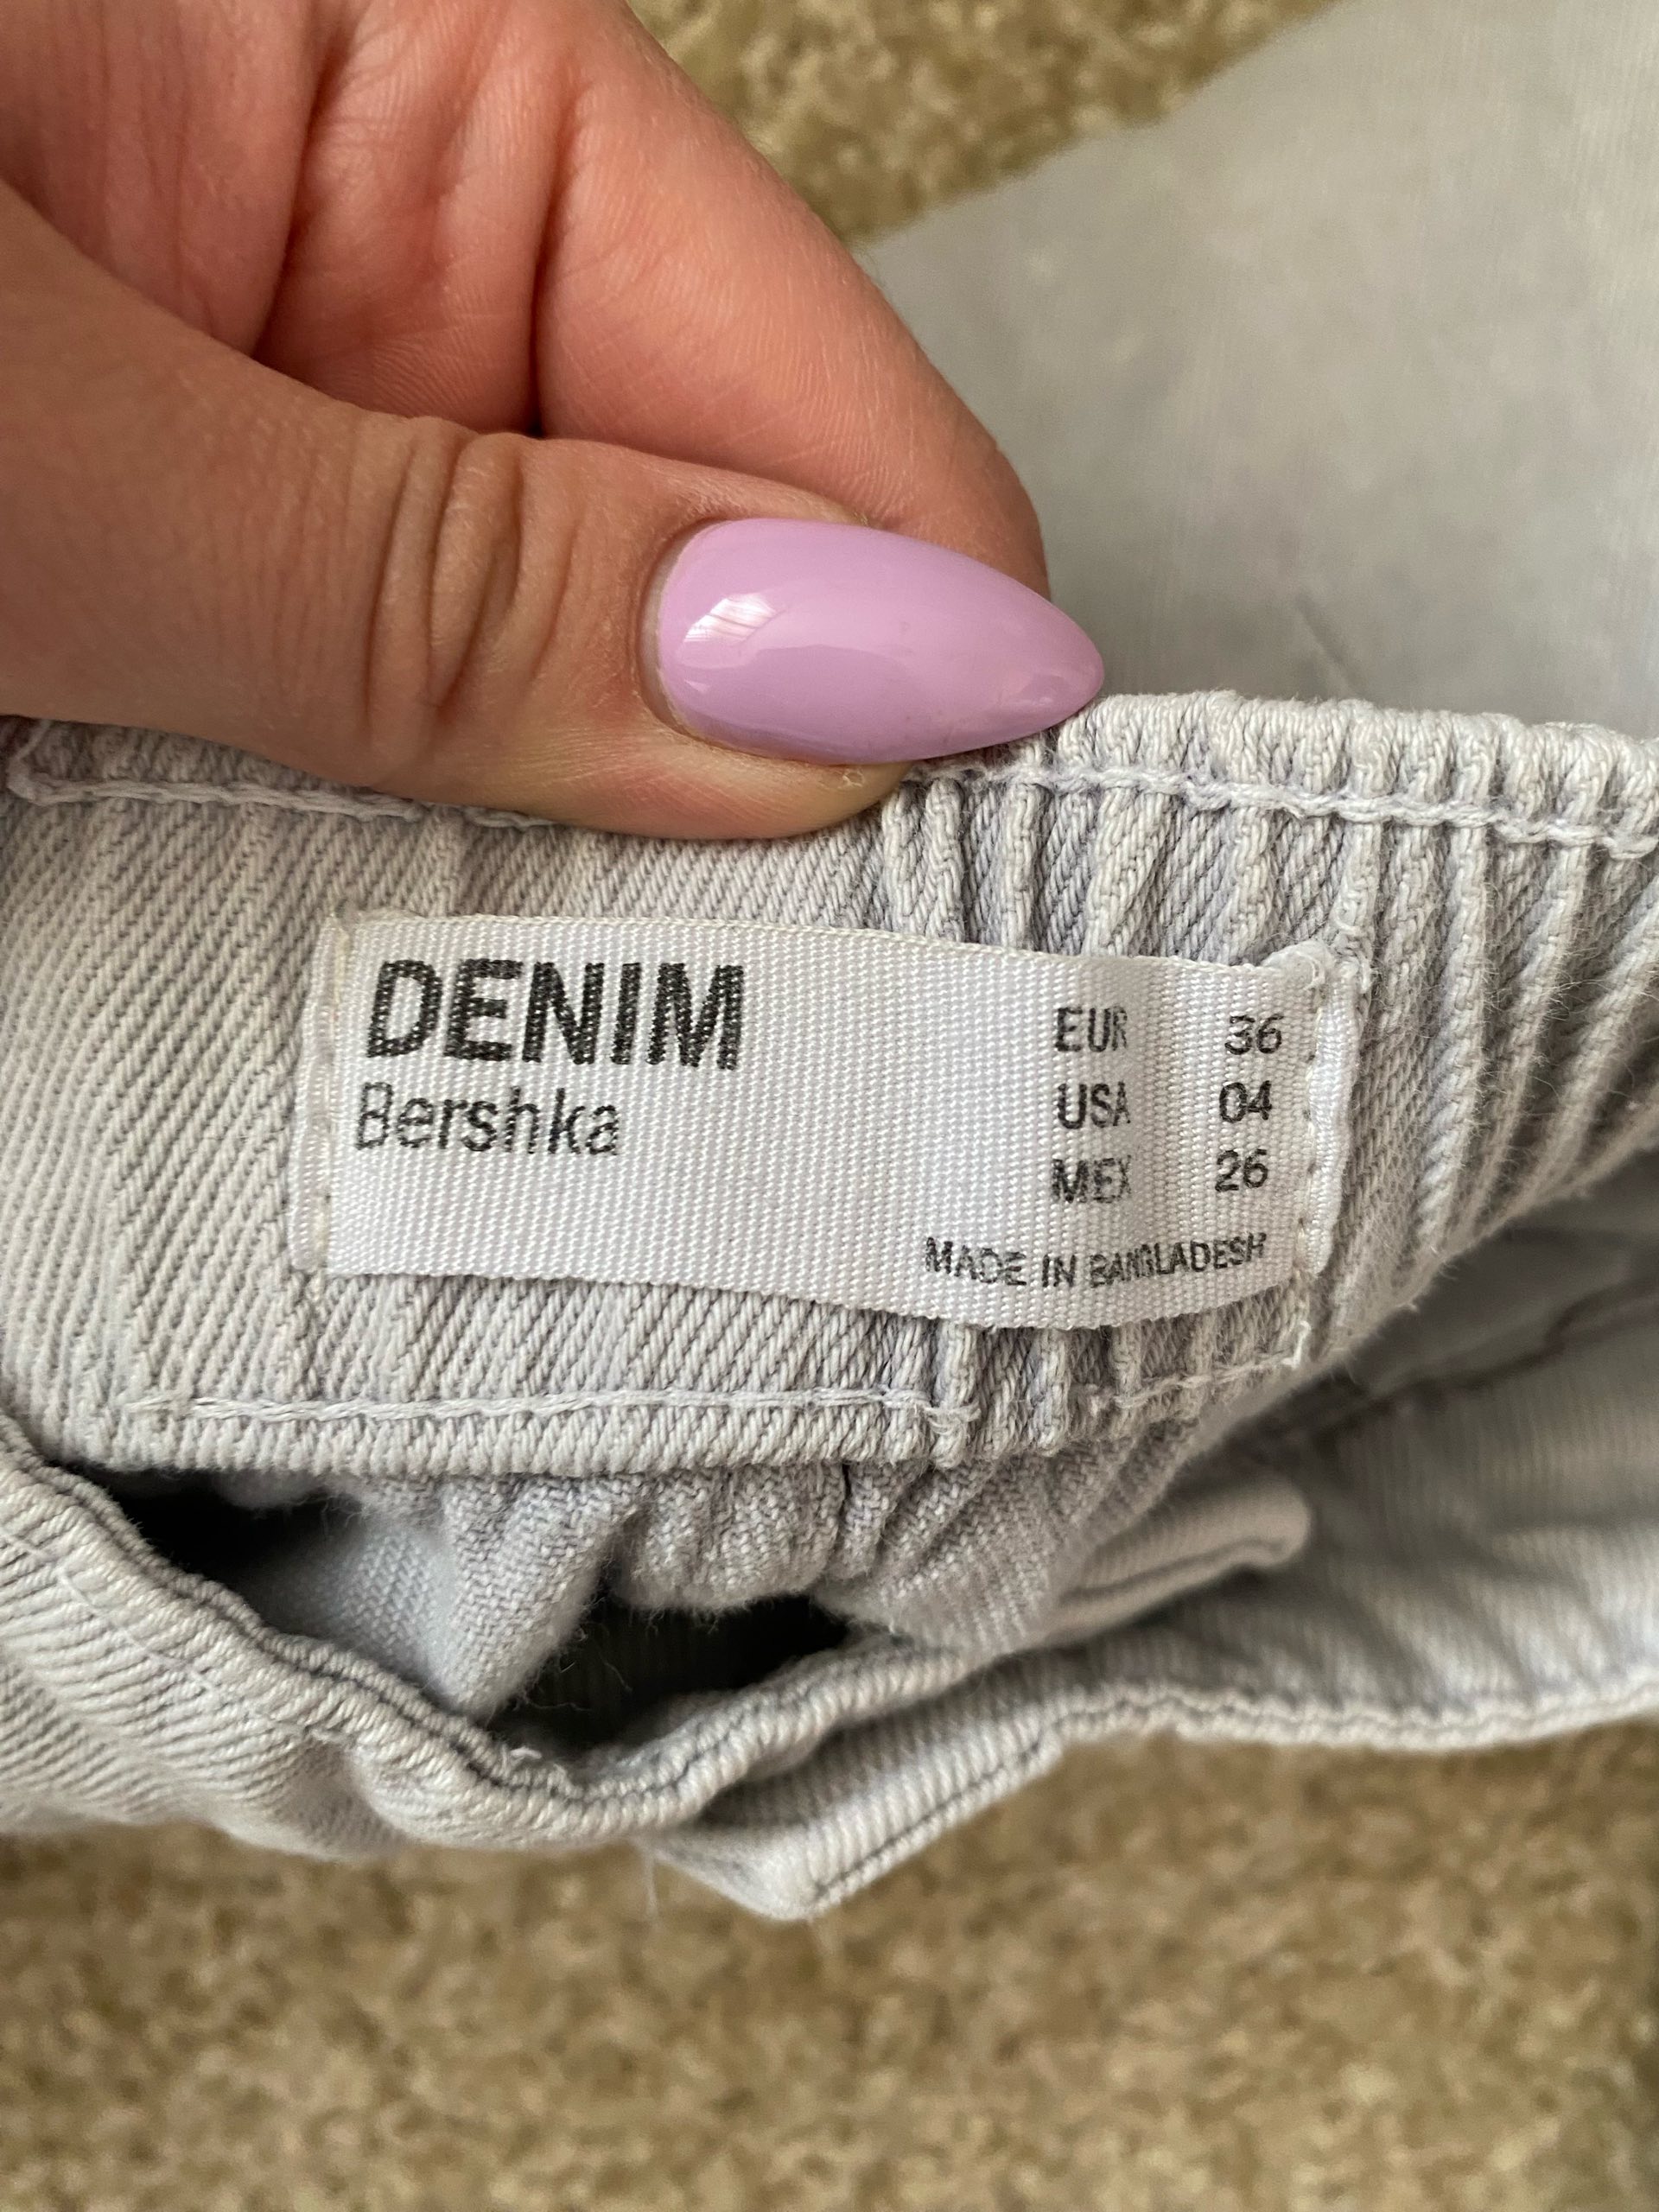 DENIM
Bershka
EUR 36
USA 04
MEX 26
MADE IN BANGLADESH